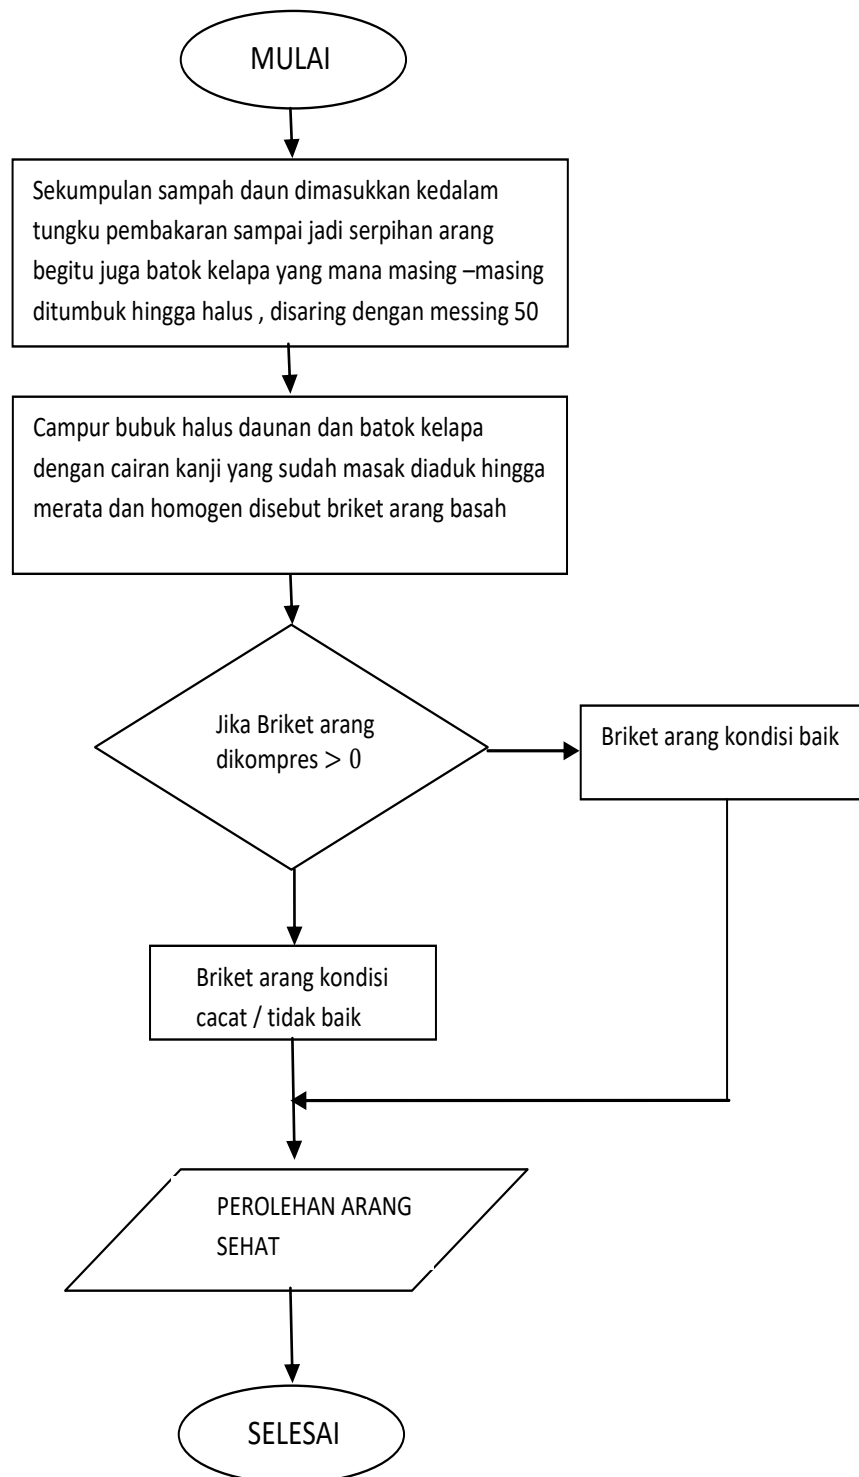 MULAI
Sekumpulan sampah daun dimasukkan kedalam
tungku pembakaran sampai jadi serpihan arang
begitu juga batok kelapa yang mana masing –masing
ditumbuk hingga halus , disaring dengan messing 50
Campur bubuk halus daunan dan batok kelapa
dengan cairan kanji yang sudah masak diaduk hingga
merata dan homogen disebut briket arang basah
Jika Briket arang
dikompres > 0
Briket arang kondisi baik
Briket arang kondisi
cacat / tidak baik
PEROLEHAN ARANG
SEHAT
SELESAI